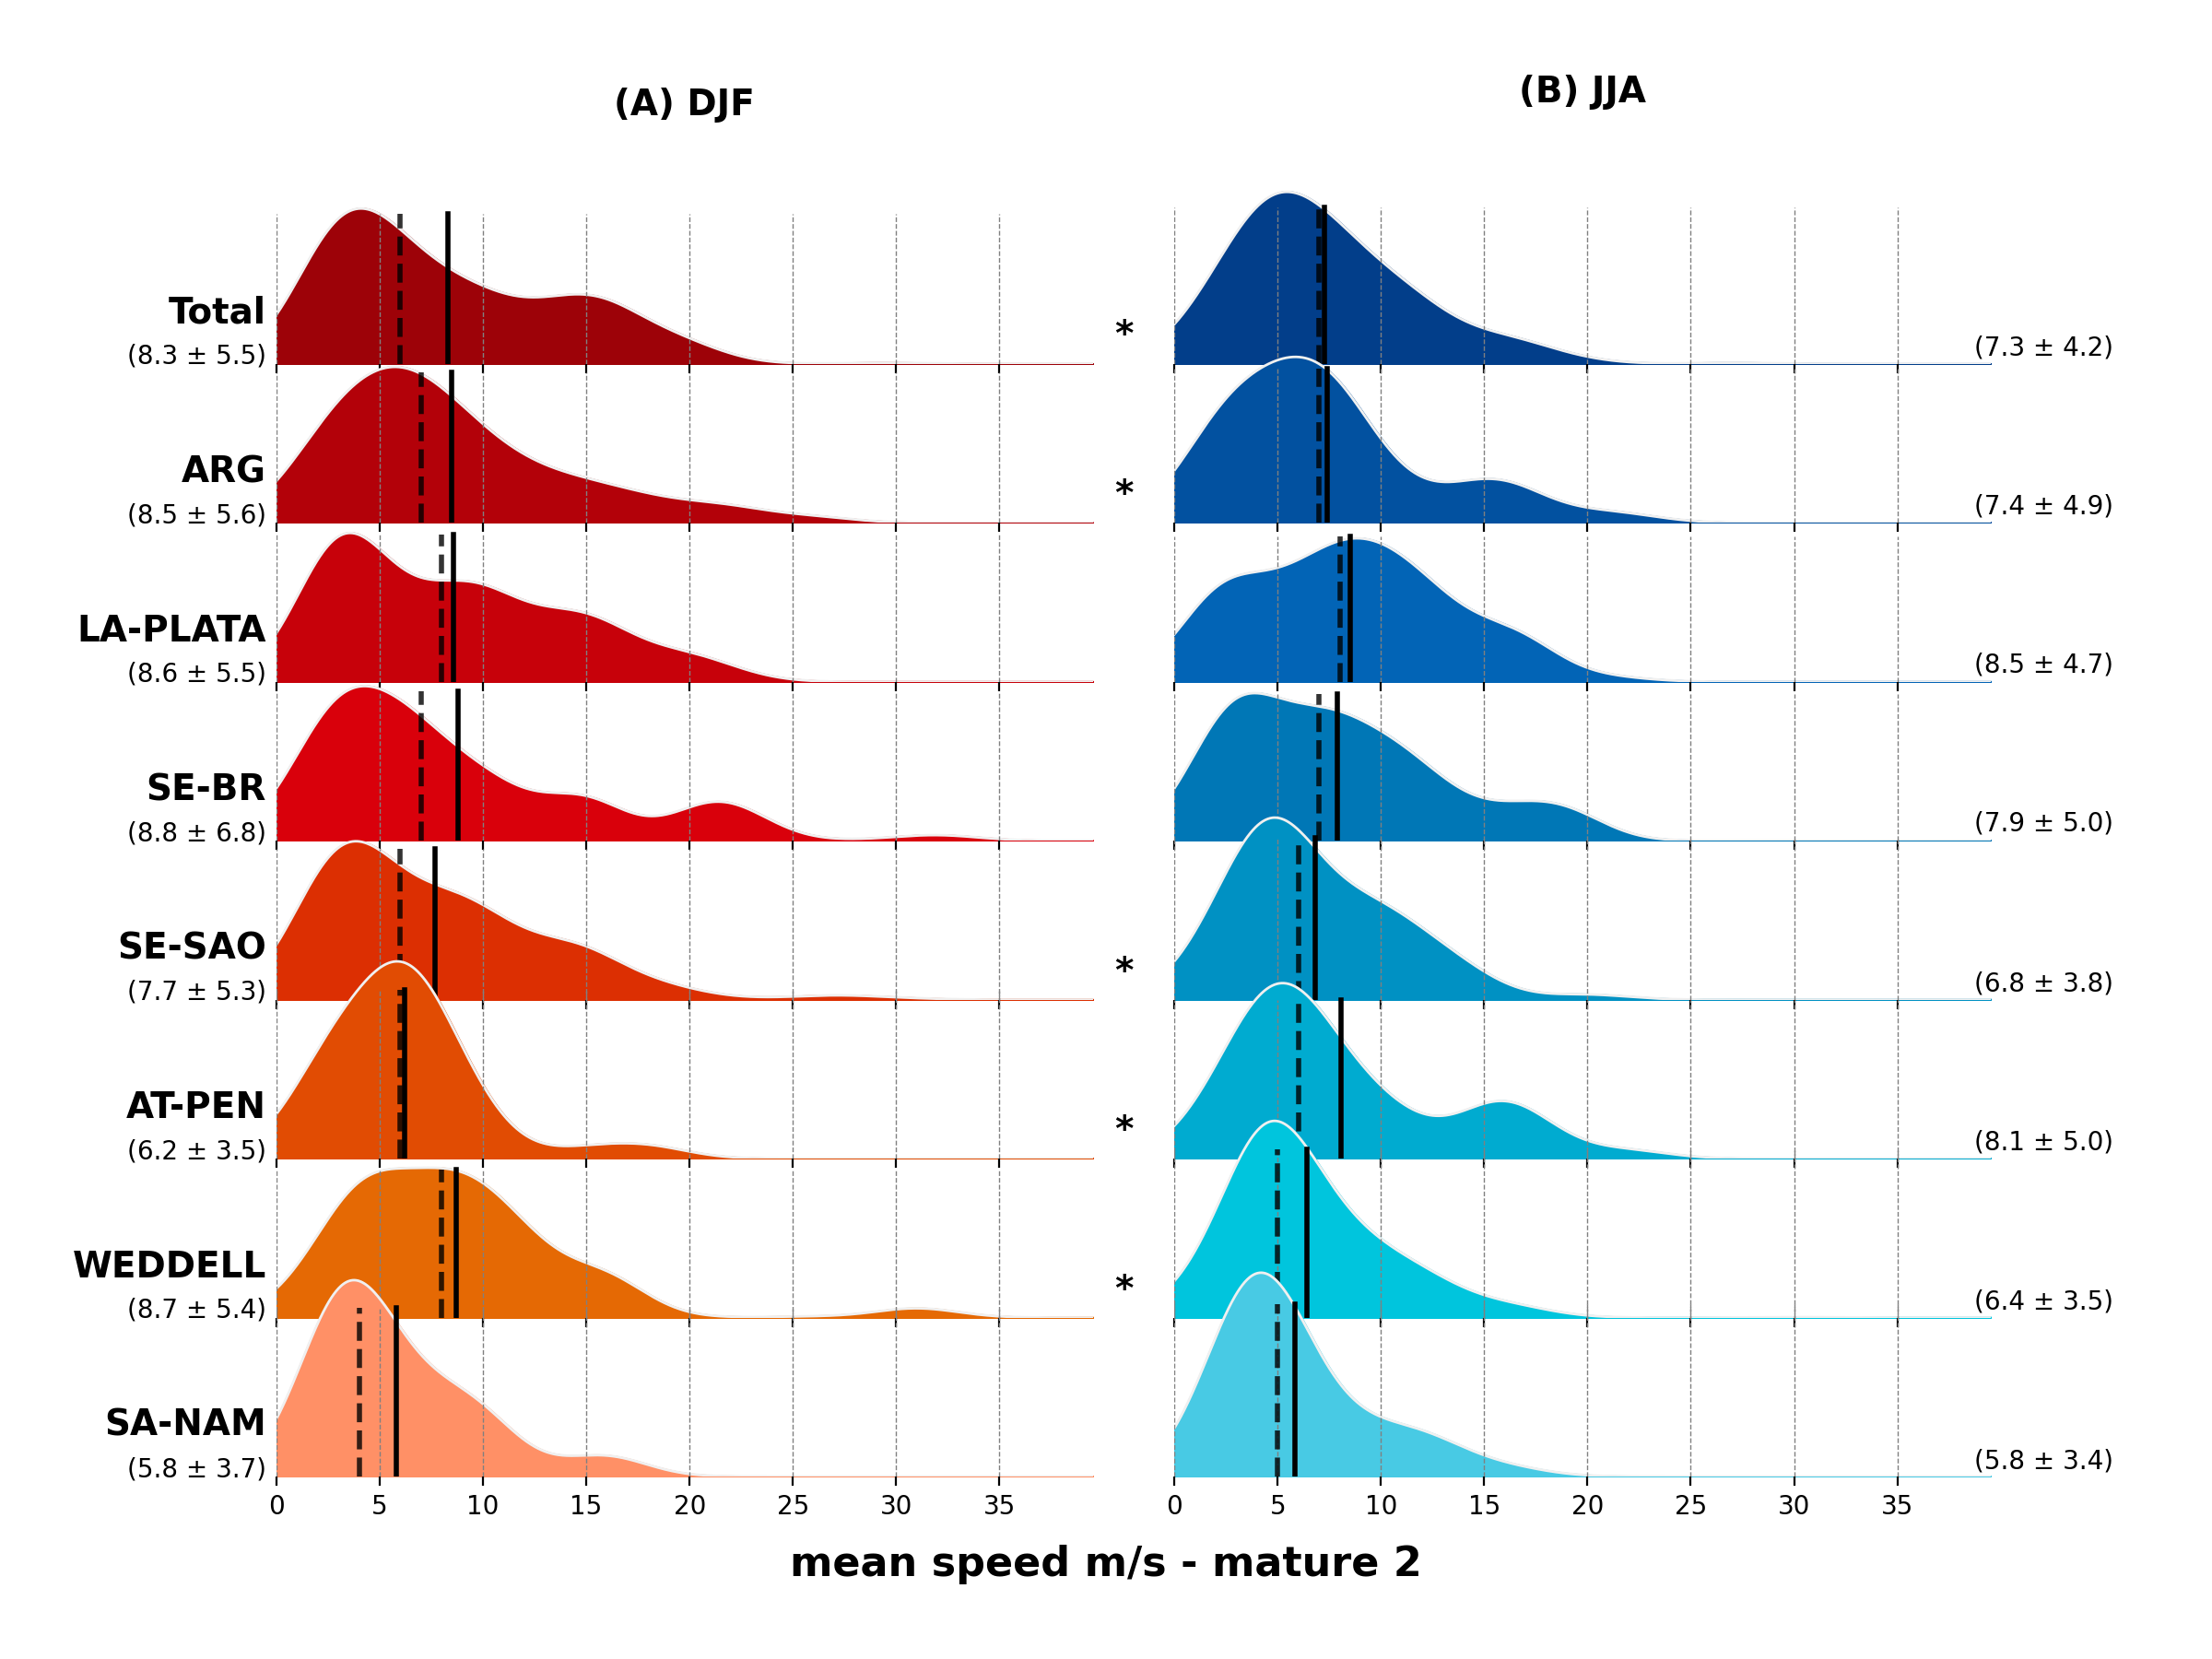 (A) DJF
(B) JJA
Total
(8.3 ± 5.5)
*
(7.3 ± 4.2)
ARG
(8.5 ± 5.6)
*
(7.4 ± 4.9)
LA-PLATA
(8.6 ± 5.5)
(8.5 ± 4.7)
SE-BR
(8.8 ± 6.8)
(7.9 ± 5.0)
SE-SAO
(7.7 ± 5.3)
*
(6.8 ± 3.8)
AT-PEN
(6.2 ± 3.5)
*
(8.1 ± 5.0)
WEDDELL
(8.7 ± 5.4)
*
(6.4 ± 3.5)
SA-NAM
(5.8 ± 3.7)
(5.8 ± 3.4)
0 5 10 15 20 25 30 35
0 5 10 15 20 25 30 35
mean speed m/s - mature 2